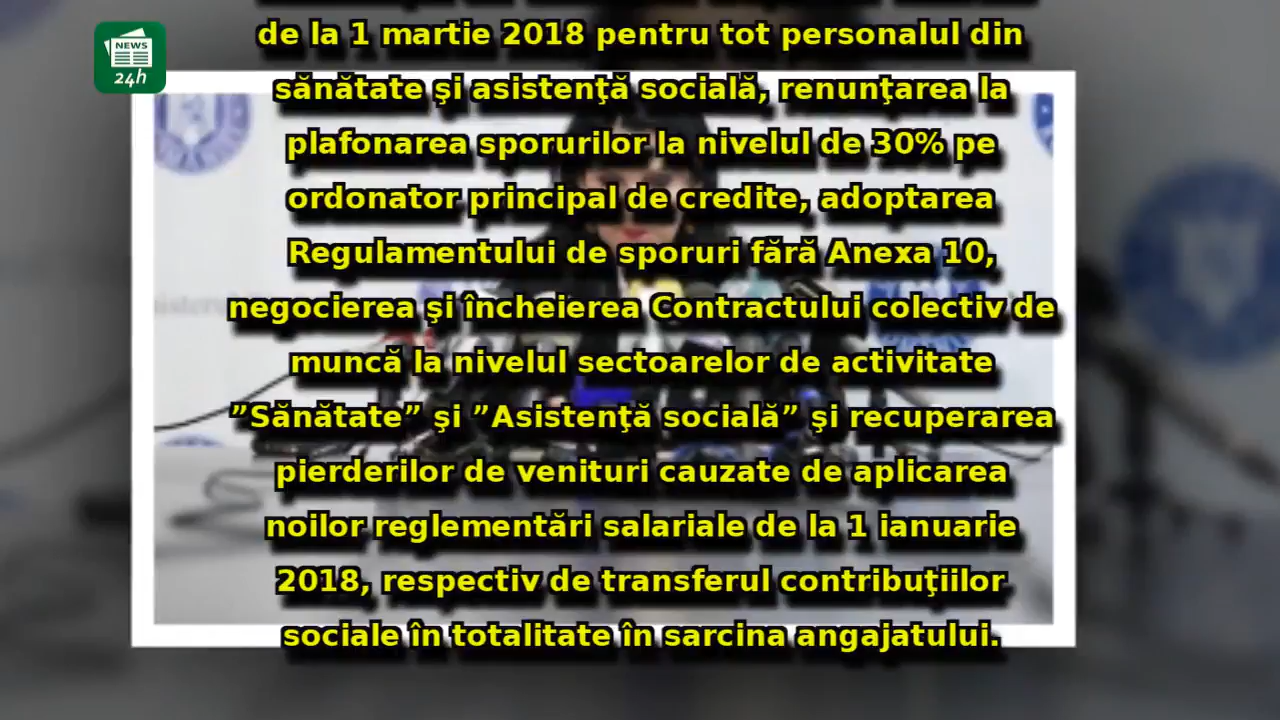 NEWS
24h
de la 1 martie 2018 pentru tot personalul din
sănătate şi asistenţă socială, renunţarea la
plafonarea sporurilor la nivelul de 30% pe
ordonator principal de credite, adoptarea
Regulamentului de sporuri fără Anexa 10,
negocierea şi încheierea Contractului colectiv de
muncă la nivelul sectoarelor de activitate
”Sănătate” şi ”Asistenţă socială” şi recuperarea
pierderilor de venituri cauzate de aplicarea
noilor reglementări salariale de la 1 ianuarie
2018, respectiv de transferul contribuţiilor
sociale în totalitate în sarcina angajatului.